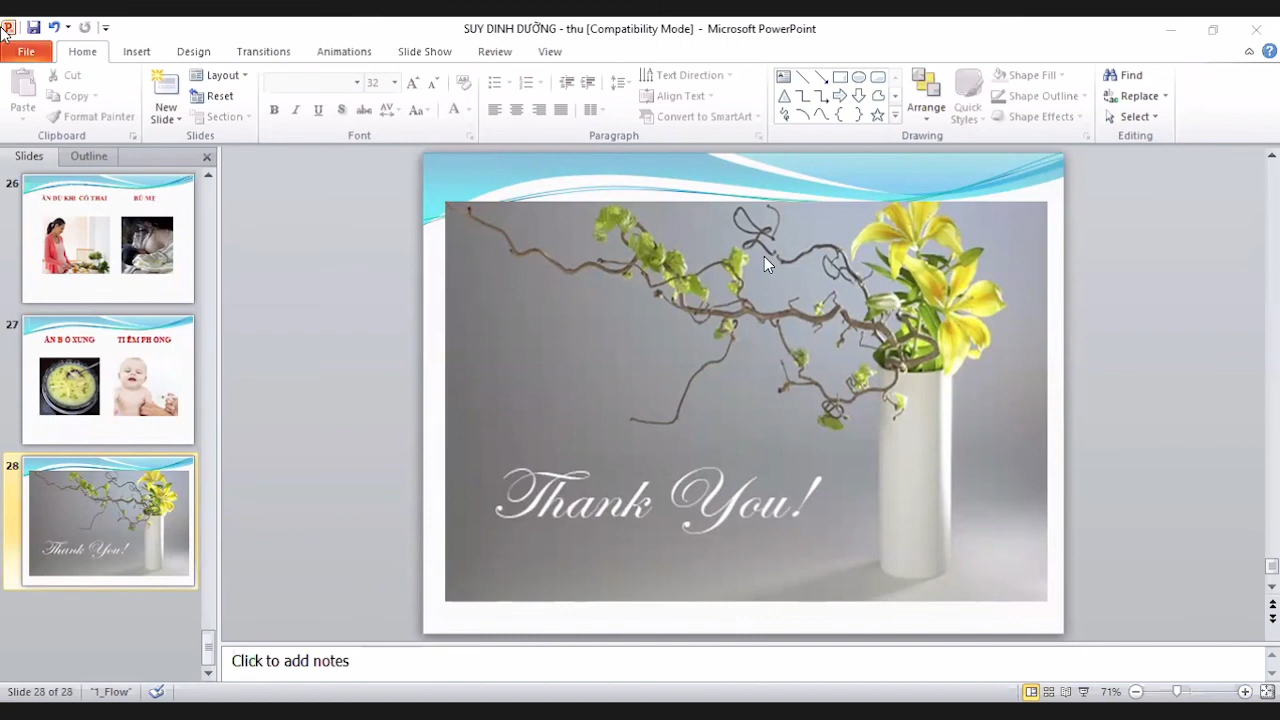 SUY DINH DƯỠNG - thu [Compatibility Mode] - Microsoft PowerPoint
File Home Insert Design Transitions Animations Slide Show Review View
Paste
Cut
Copy
Format Painter
Clipboard
New Slide
Layout
Reset
Section
Slides
32
B I U S abc AV Aa A
Font
Text Direction
Align Text
Convert to SmartArt
Paragraph
Arrange
Quick Styles
Shape Fill
Shape Outline
Shape Effects
Drawing
Find
Replace
Select
Editing
Slides Outline
26
ĂN ĐỦ KHI CÓ THAI BÚ MẸ
27
ĂN BỔ XUNG TIÊM PHÒNG
28
Thank You!
Thank You!
Click to add notes
Slide 28 of 28 "1_Flow" 71%